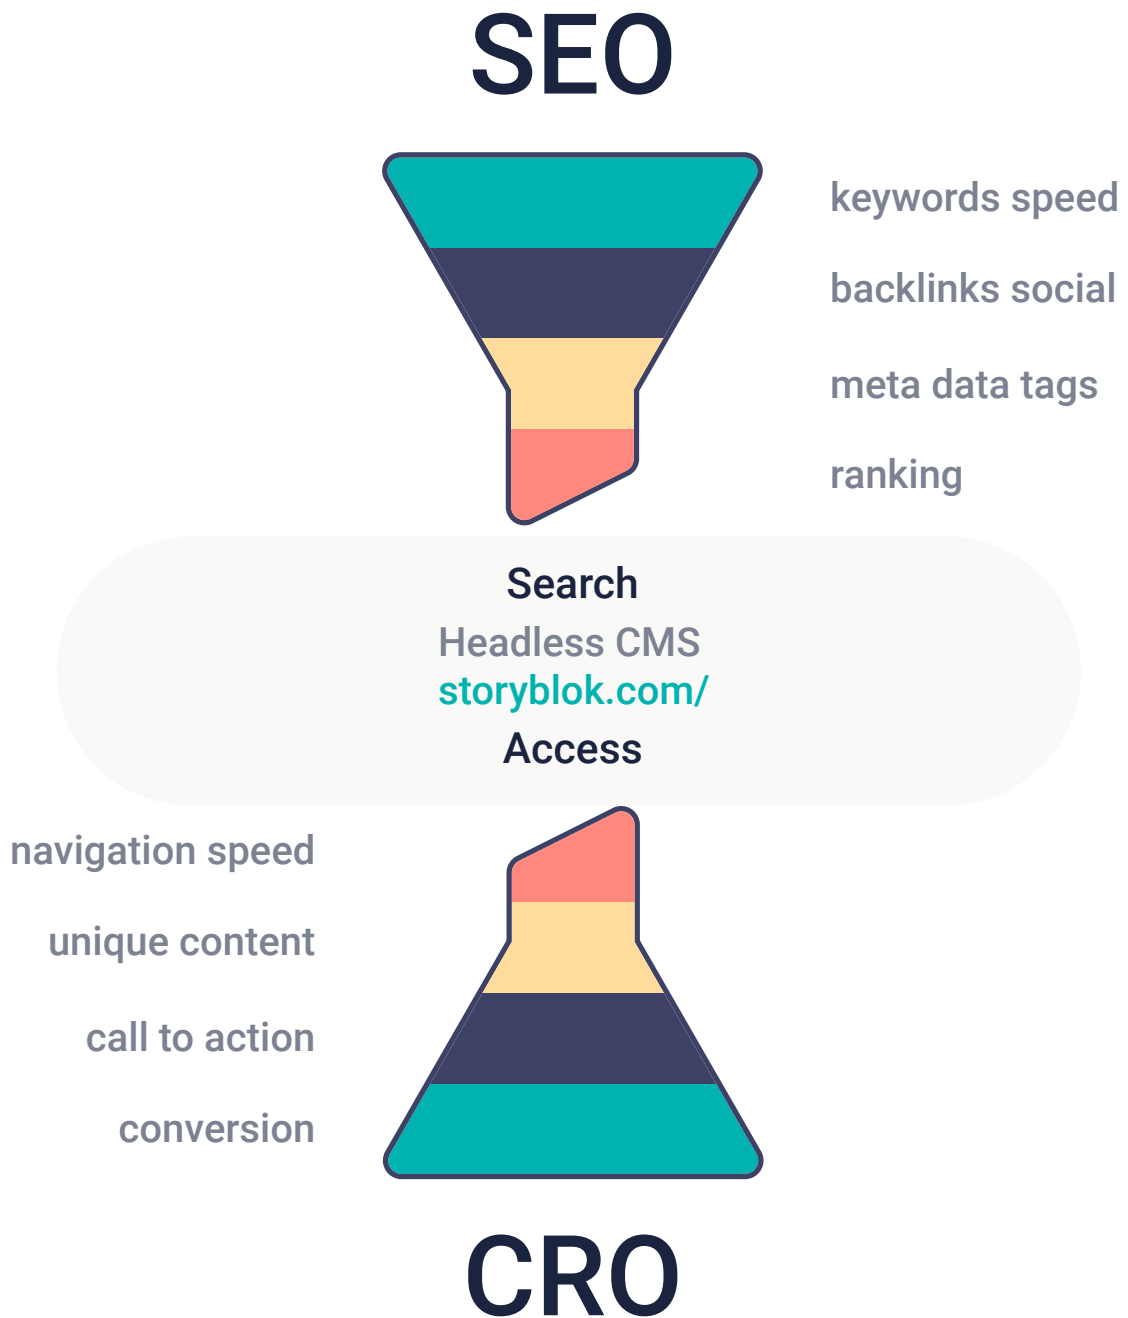 SEO
keywords speed
backlinks social
meta data tags
ranking
Search
Headless CMS
storyblok.com/
Access
navigation speed
unique content
call to action
conversion
CRO